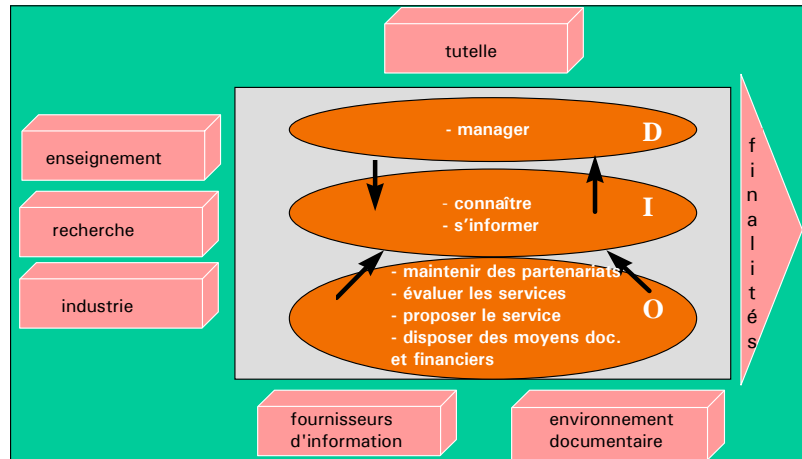 tutelle
- manager
D
enseignement
- connaître
- s'informer
I
recherche
industrie
- maintenir des partenariats
- évaluer les services
- proposer le service
- disposer des moyens doc.
et financiers
O
finalités
fournisseurs
d'information
environnement
documentaire